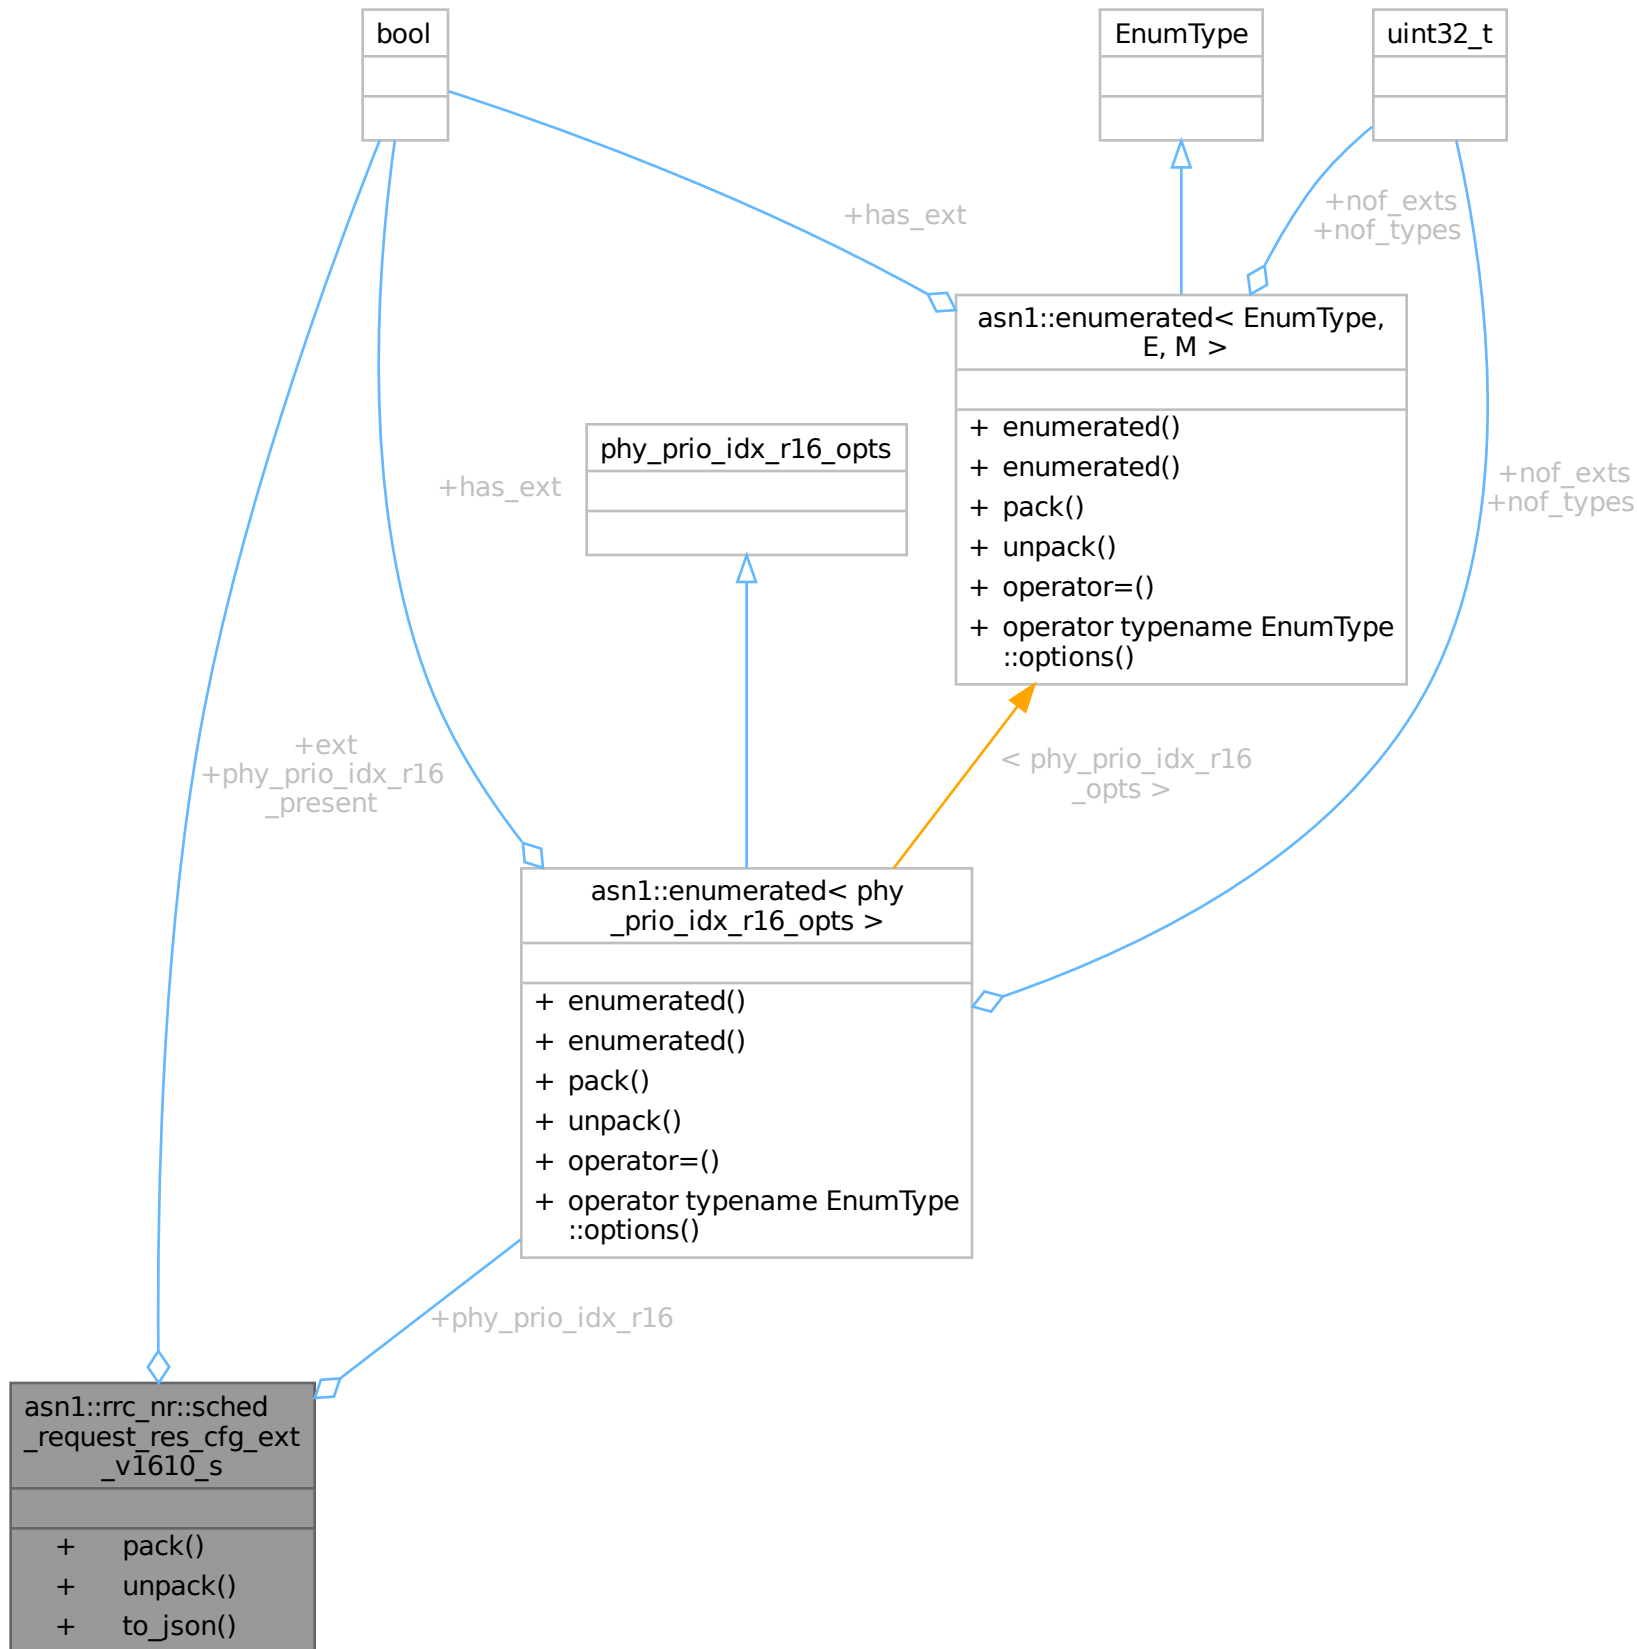 bool
EnumType
uint32_t
+has_ext
+nof_exts
+nof_types
asn1::enumerated< EnumType,
E, M >
+ enumerated()
+ enumerated()
+ pack()
+ unpack()
+ operator=()
+ operator typename EnumType
::options()
phy_prio_idx_r16_opts
+has_ext
+nof_exts
+nof_types
+ext
+phy_prio_idx_r16
_present
< phy_prio_idx_r16
_opts >
asn1::enumerated< phy
_prio_idx_r16_opts >
+ enumerated()
+ enumerated()
+ pack()
+ unpack()
+ operator=()
+ operator typename EnumType
::options()
+phy_prio_idx_r16
asn1::rrc_nr::sched
_request_res_cfg_ext
_v1610_s
+ pack()
+ unpack()
+ to_json()